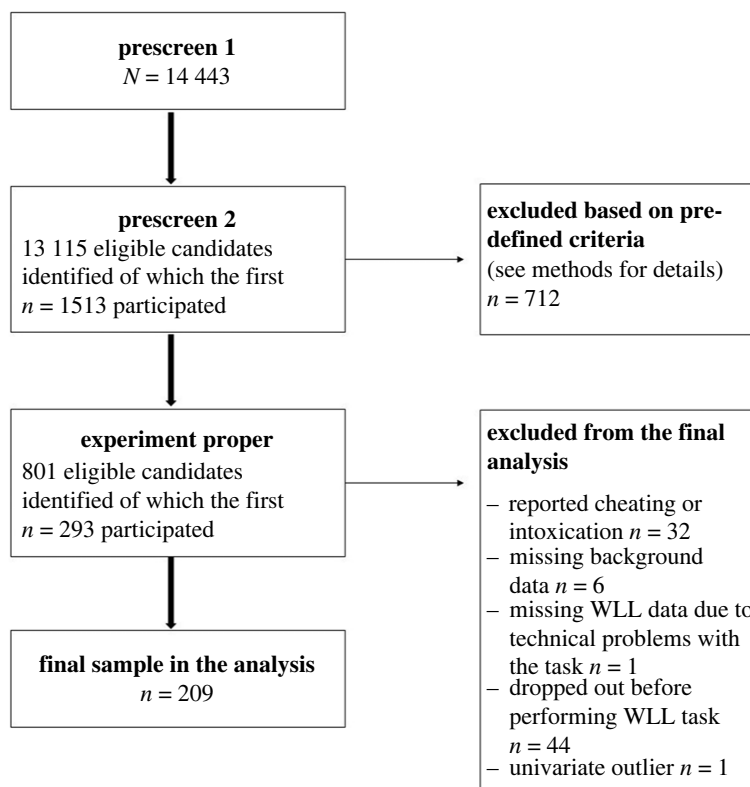 prescreen 1
N = 14 443
prescreen 2
13 115 eligible candidates
identified of which the first
n = 1513 participated
excluded based on pre-
defined criteria
(see methods for details)
n = 712
experiment proper
801 eligible candidates
identified of which the first
n = 293 participated
excluded from the final
analysis
– reported cheating or
intoxication n = 32
– missing background
data n = 6
– missing WLL data due to
technical problems with
the task n = 1
– dropped out before
performing WLL task
n = 44
– univariate outlier n = 1
final sample in the analysis
n = 209